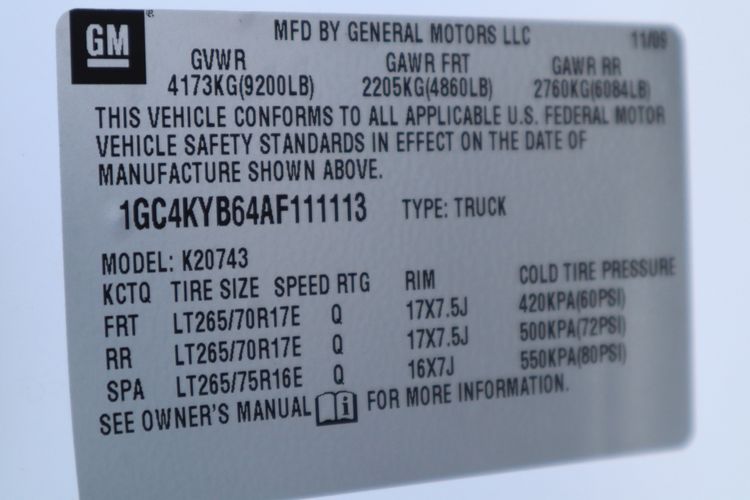 GM
MFD BY GENERAL MOTORS LLC 11/09
GVWR GAWR FRT GAWR RR
4173KG(9200LB) 2205KG(4860LB) 2760KG(6084LB)
THIS VEHICLE CONFORMS TO ALL APPLICABLE U.S. FEDERAL MOTOR
VEHICLE SAFETY STANDARDS IN EFFECT ON THE DATE OF
MANUFACTURE SHOWN ABOVE.
1GC4KYB64AF111113 TYPE: TRUCK
MODEL: K20743
KCTQ TIRE SIZE SPEED RTG RIM COLD TIRE PRESSURE
FRT LT265/70R17E Q 17X7.5J 420KPA(60PSI)
RR LT265/70R17E Q 17X7.5J 500KPA(72PSI)
SPA LT265/75R16E Q 16X7J 550KPA(80PSI)
SEE OWNER'S MANUAL i FOR MORE INFORMATION.